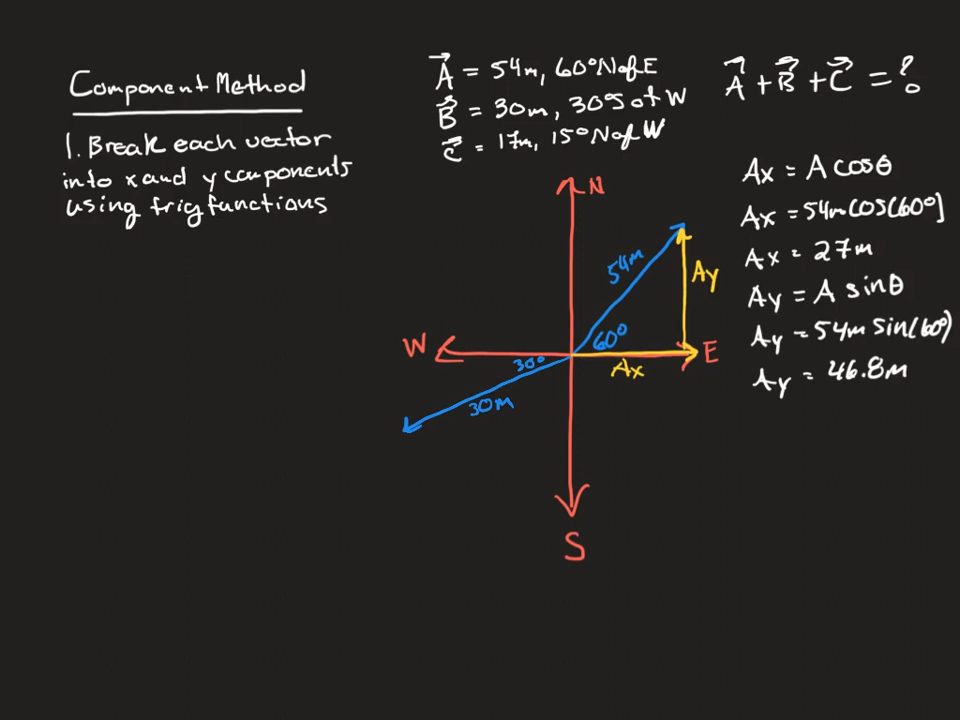 Component Method
1. Break each vector
into x and y components
using trig functions
A = 54m, 60° N of E
B = 30m, 30° S of W
C = 17m, 15° N of W
A + B + C = ?
Ax = A cosθ
Ax = 54m cos(60°)
Ax = 27m
Ay = A sinθ
Ay = 54m sin(60°)
Ay = 46.8m
N
54m
Ay
60°
W
E
30°
Ax
30m
S